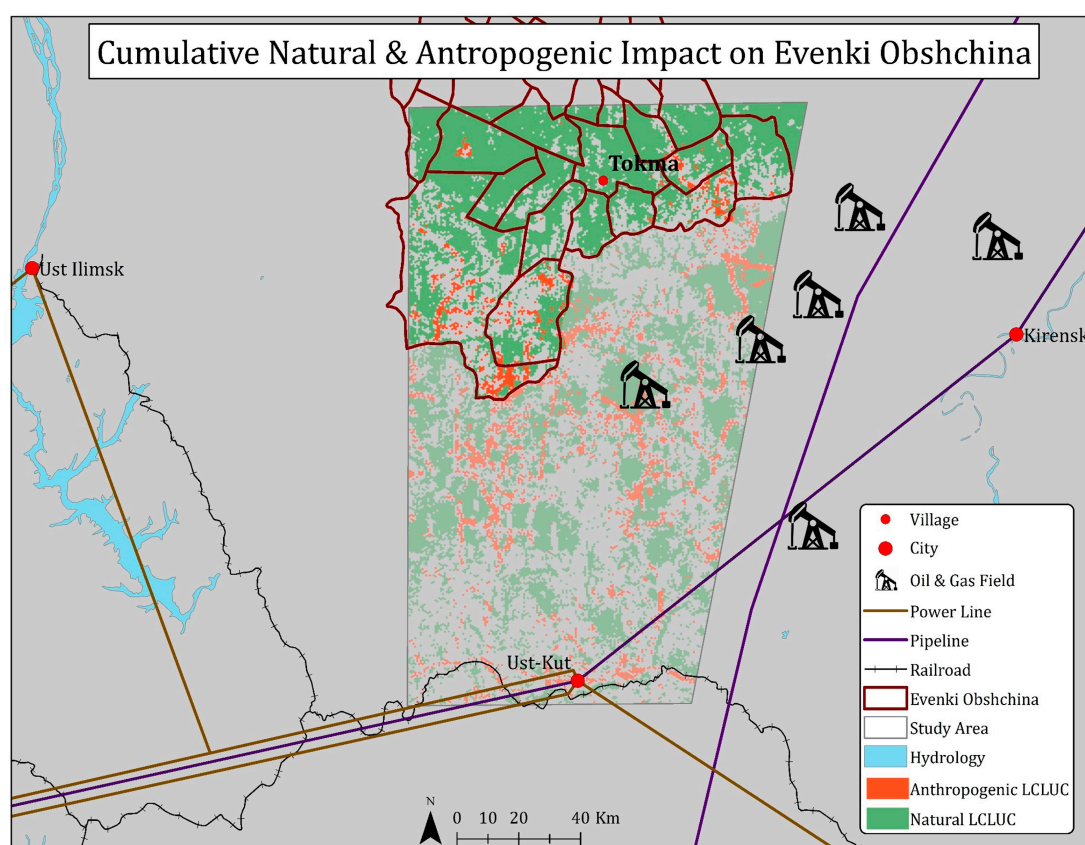 Cumulative Natural & Antropogenic Impact on Evenki Obshchina
Tokma
Ust Ilimsk
Kirensk
Ust-Kut
Village
City
Oil & Gas Field
Power Line
Pipeline
Railroad
Evenki Obshchina
Study Area
Hydrology
Anthropogenic LCLUC
Natural LCLUC
N
0 10 20 40 Km